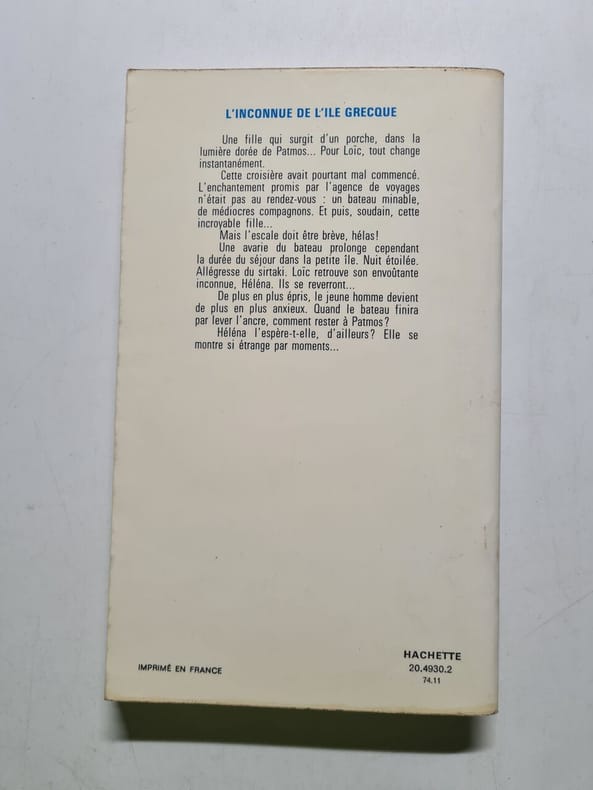 L'INCONNUE DE L'ILE GRECQUE
Une fille qui surgit d'un porche, dans la
lumière dorée de Patmos... Pour Loïc, tout change
instantanément.
Cette croisière avait pourtant mal commencé.
L'enchantement promis par l'agence de voyages
n'était pas au rendez-vous : un bateau minable,
de médiocres compagnons. Et puis, soudain, cette
incroyable fille...
Mais l'escale doit être brève, hélas!
Une avarie du bateau prolonge cependant
la durée du séjour dans la petite île. Nuit étoilée.
Allégresse du sirtaki. Loïc retrouve son envoûtante
inconnue, Héléna. Ils se reverront...
De plus en plus épris, le jeune homme devient
de plus en plus anxieux. Quand le bateau finira
par lever l'ancre, comment rester à Patmos?
Héléna l'espère-t-elle, d'ailleurs? Elle se
montre si étrange par moments...
IMPRIMÉ EN FRANCE
HACHETTE
20.4930.2
74.11